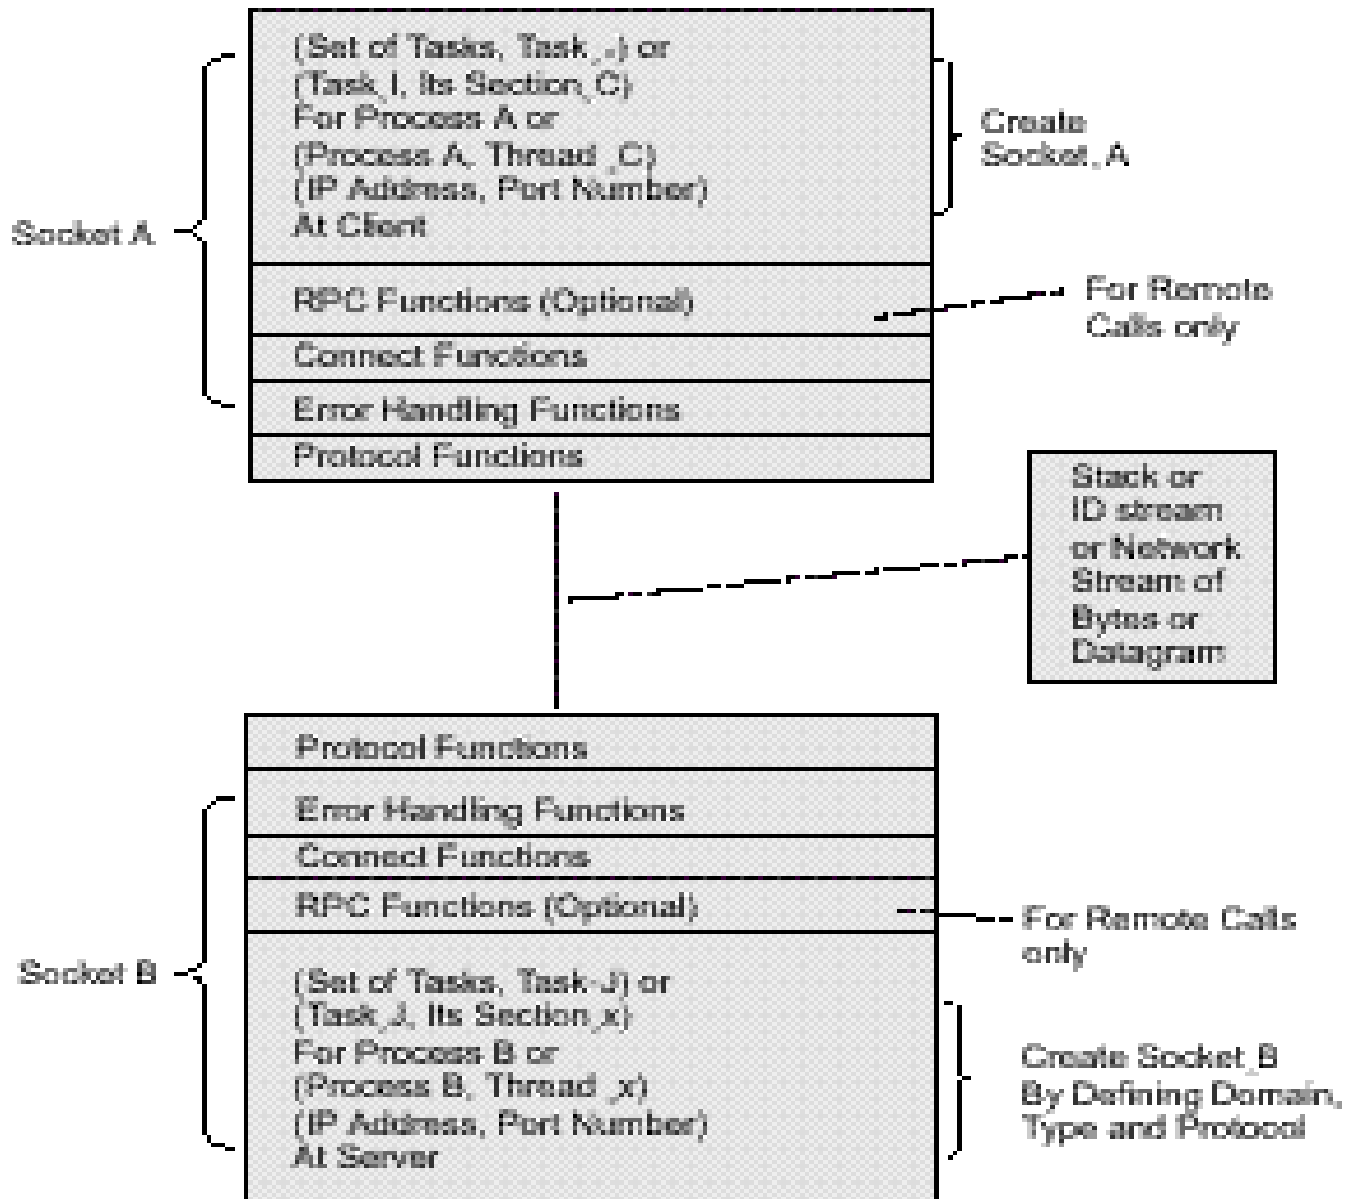 (Set of Tasks, Task_-) or
(Task_I, Its Section_C)
For Process A or
(Process A, Thread_C)
(IP Address, Port Number)
At Client
Create
Socket_A
Socket A
RPC Functions (Optional)
For Remote
Calls only
Connect Functions
Error Handling Functions
Protocol Functions
Stack or
ID stream
or Network
Stream of
Bytes or
Datagram
Protocol Functions
Error Handling Functions
Connect Functions
RPC Functions (Optional)
For Remote Calls
only
Socket B
(Set of Tasks, Task-J) or
(Task_J, Its Section_x)
For Process B or
(Process B, Thread_x)
(IP Address, Port Number)
At Server
Create Socket_B
By Defining Domain,
Type and Protocol